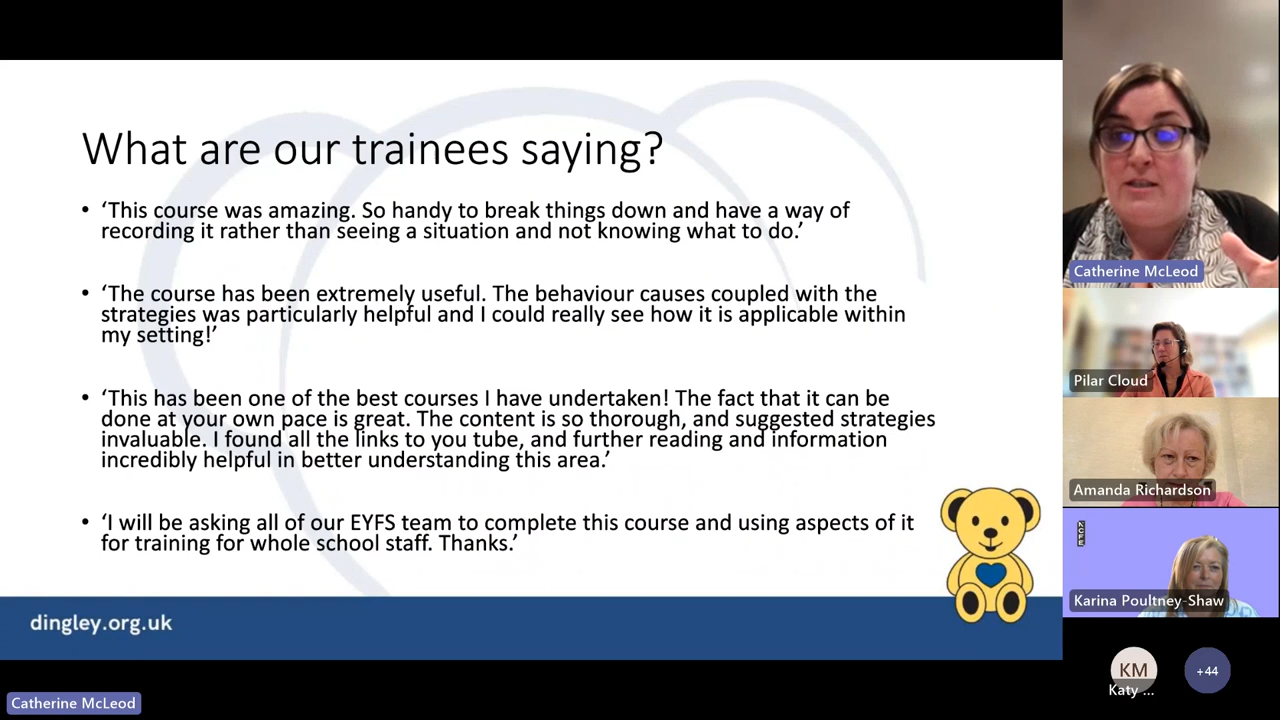 What are our trainees saying?
• ‘This course was amazing. So handy to break things down and have a way of
recording it rather than seeing a situation and not knowing what to do.’
• ‘The course has been extremely useful. The behaviour causes coupled with the
strategies was particularly helpful and I could really see how it is applicable within
my setting!’
• ‘This has been one of the best courses I have undertaken! The fact that it can be
done at your own pace is great. The content is so thorough, and suggested strategies
invaluable. I found all the links to you tube, and further reading and information
incredibly helpful in better understanding this area.’
• ‘I will be asking all of our EYFS team to complete this course and using aspects of it
for training for whole school staff. Thanks.’
dingley.org.uk
Catherine McLeod
Catherine McLeod
Pilar Cloud
Amanda Richardson
NCFE
Karina Poultney-Shaw
KM
Katy ...
+44